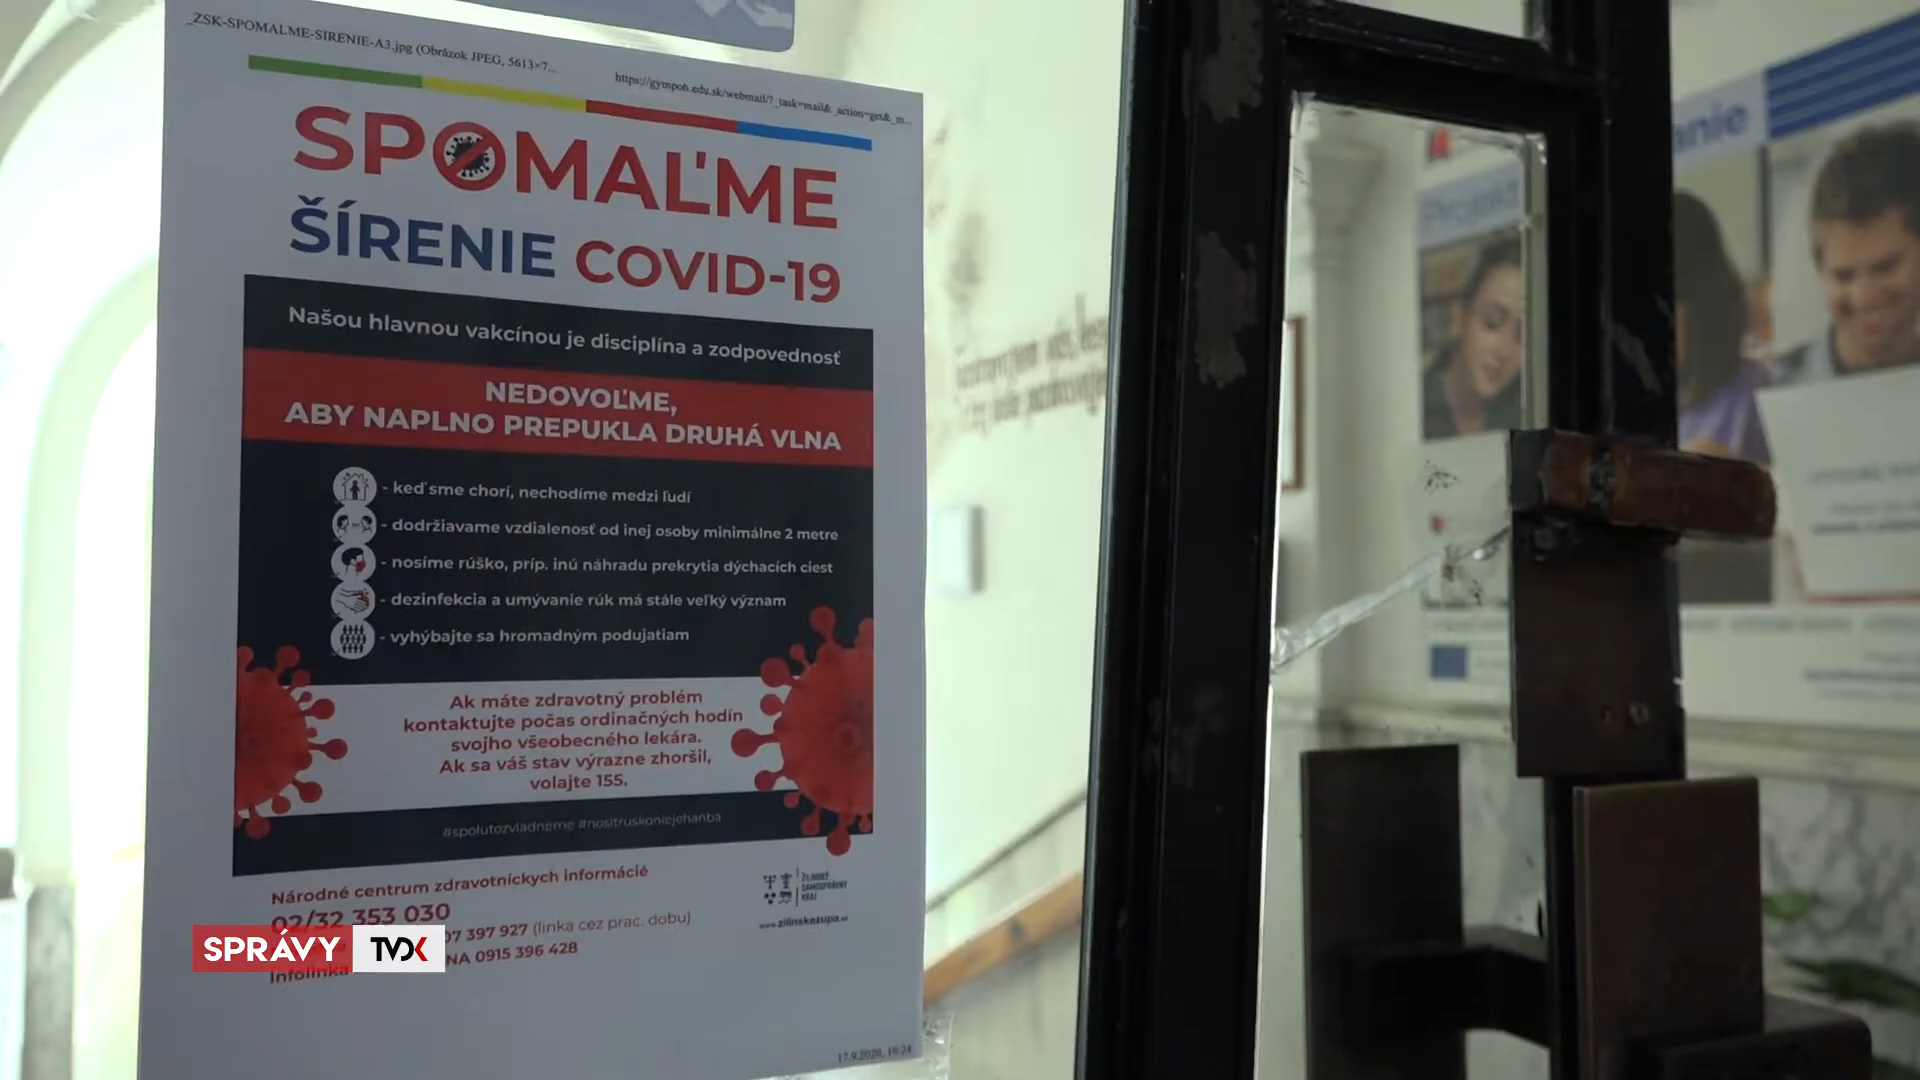 _ZSK-SPOMALME-SIRENIE-A3.jpg (Obrázok JPEG, 5613×7...
https://gympoh.edu.sk/webmail/?_task=mail&_action=get&_m...
SPOMAĽME
ŠÍRENIE COVID-19
Našou hlavnou vakcínou je disciplína a zodpovednosť
NEDOVOĽME,
ABY NAPLNO PREPUKLA DRUHÁ VLNA
- keď sme chorí, nechodíme medzi ľudí
- dodržiavame vzdialenosť od inej osoby minimálne 2 metre
- nosíme rúško, príp. inú náhradu prekrytia dýchacích ciest
- dezinfekcia a umývanie rúk má stále veľký význam
- vyhýbajte sa hromadným podujatiam
Ak máte zdravotný problém
kontaktujte počas ordinačných hodín
svojho všeobecného lekára.
Ak sa váš stav výrazne zhoršil,
volajte 155.
#spolutozvladneme #nositruskoniejehanba
Národné centrum zdravotníckych informácié
02/32 353 030
07 397 927 (linka cez prac. dobu)
Infolinka NA 0915 396 428
ŽILINSKÝ
SAMOSPRÁVNY
KRAJ
www.zilinskazupa.sk
17.9.2020, 19:24
SPRÁVY TVDK
Projekt